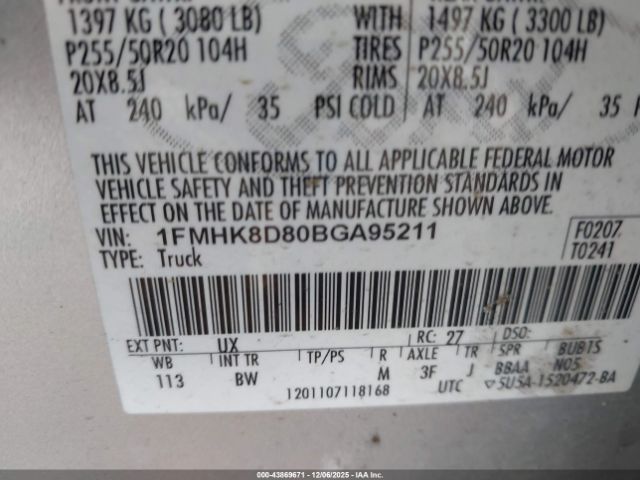 1397 KG ( 3080 LB) WITH 1497 KG ( 3300 LB)
P255/50R20 104H TIRES P255/50R20 104H
20X8.5J RIMS 20X8.5J
AT 240 kPa/ 35 PSI COLD AT 240 kPa/ 35
THIS VEHICLE CONFORMS TO ALL APPLICABLE FEDERAL MOTOR
VEHICLE SAFETY AND THEFT PREVENTION STANDARDS IN
EFFECT ON THE DATE OF MANUFACTURE SHOWN ABOVE.
VIN: 1FMHK8D80BGA95211 F0207
TYPE: Truck T0241
EXT PNT: UX RC: 27 DSO:
WB INT TR TP/PS R AXLE TR SPR BUB15
113 BW M 3F J BBAA N05
1201107118168 UTC ▽5U5A-1520472-BA
000-43869671 | 12/06/2025 | IAAI.com